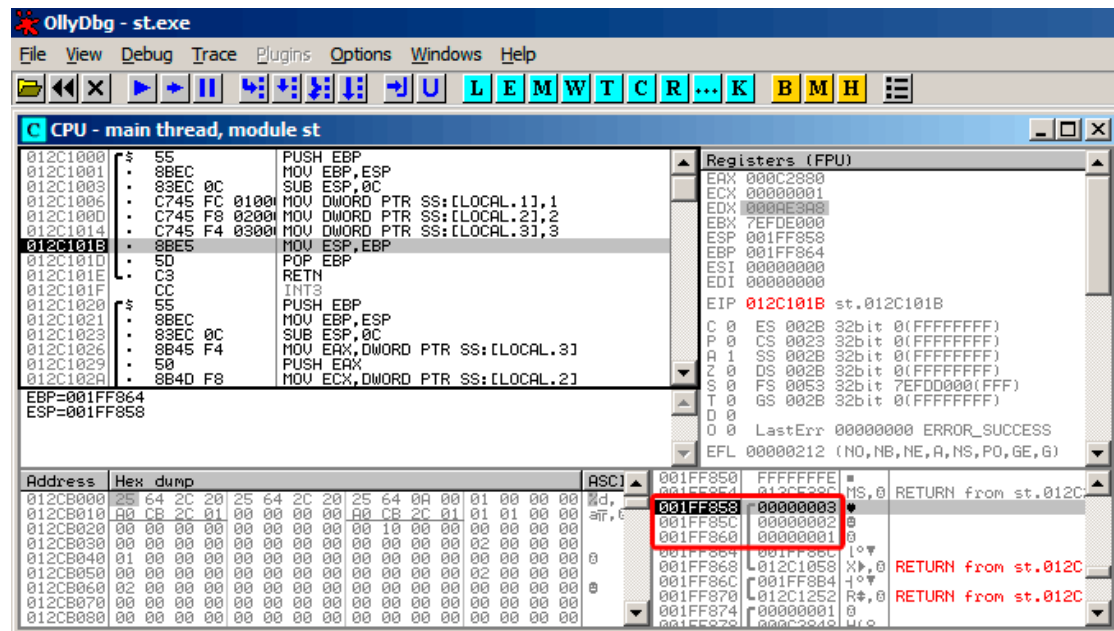 OllyDbg - st.exe
File View Debug Trace Plugins Options Windows Help
L E M W T C R ... K B M H
C CPU - main thread, module st
012C1000 $ 55 PUSH EBP
012C1001 . 8BEC MOV EBP,ESP
012C1003 . 83EC 0C SUB ESP,0C
012C1006 . C745 FC 0100 MOV DWORD PTR SS:[LOCAL.1],1
012C100D . C745 F8 0200 MOV DWORD PTR SS:[LOCAL.2],2
012C1014 . C745 F4 0300 MOV DWORD PTR SS:[LOCAL.3],3
012C101B . 8BE5 MOV ESP,EBP
012C101D . 5D POP EBP
012C101E . C3 RETN
012C101F CC INT3
012C1020 $ 55 PUSH EBP
012C1021 . 8BEC MOV EBP,ESP
012C1023 . 83EC 0C SUB ESP,0C
012C1026 . 8B45 F4 MOV EAX,DWORD PTR SS:[LOCAL.3]
012C1029 . 50 PUSH EAX
012C102A . 8B4D F8 MOV ECX,DWORD PTR SS:[LOCAL.2]
EBP=001FF864
ESP=001FF858
Registers (FPU)
EAX 000C2880
ECX 00000001
EDX 000AE3A8
EBX 7EFDE000
ESP 001FF858
EBP 001FF864
ESI 00000000
EDI 00000000
EIP 012C101B st.012C101B
C 0 ES 002B 32bit 0(FFFFFFFF)
P 0 CS 0023 32bit 0(FFFFFFFF)
A 1 SS 002B 32bit 0(FFFFFFFF)
Z 0 DS 002B 32bit 0(FFFFFFFF)
S 0 FS 0053 32bit 7EFDD000(FFF)
T 0 GS 002B 32bit 0(FFFFFFFF)
D 0
O 0 LastErr 00000000 ERROR_SUCCESS
EFL 00000212 (NO,NB,NE,A,NS,PO,GE,G)
Address Hex dump ASCI
012CB000 25 64 2C 20 25 64 2C 20 25 64 0A 00 01 00 00 00 %d,
012CB010 A0 CB 2C 01 00 00 00 00 A0 CB 2C 01 01 01 00 00
012CB020 00 00 00 00 00 00 00 00 00 10 00 00 00 00 00 00
012CB030 00 00 00 00 00 00 00 00 00 00 00 00 02 00 00 00
012CB040 01 00 00 00 00 00 00 00 00 00 00 00 00 00 00 00
012CB050 00 00 00 00 00 00 00 00 00 00 00 00 02 00 00 00
012CB060 02 00 00 00 00 00 00 00 00 00 00 00 00 00 00 00
012CB070 00 00 00 00 00 00 00 00 00 00 00 00 00 00 00 00
012CB080 00 00 00 00 00 00 00 00 00 00 00 00 00 00 00 00
001FF850 FFFFFFFE
RETURN from st.012C
001FF858 00000003 ♥
001FF85C 00000002 ☻
001FF860 00000001 ☺
001FF864 001FF86C
001FF868 012C1058 RETURN from st.012C
001FF86C 001FF8B4
001FF870 012C1252 RETURN from st.012C
001FF874 00000001 ☺